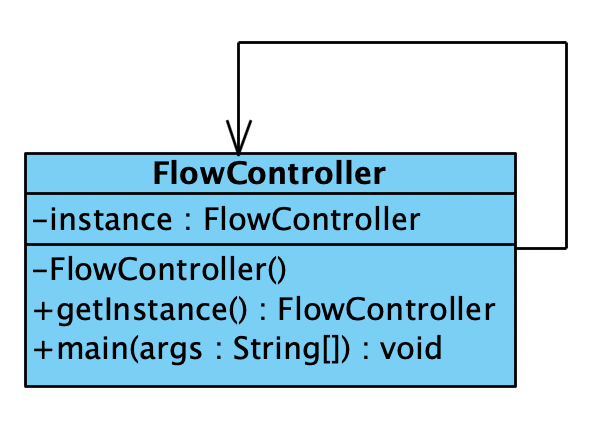 FlowController
-instance : FlowController
-FlowController()
+getInstance() : FlowController
+main(args : String[]) : void